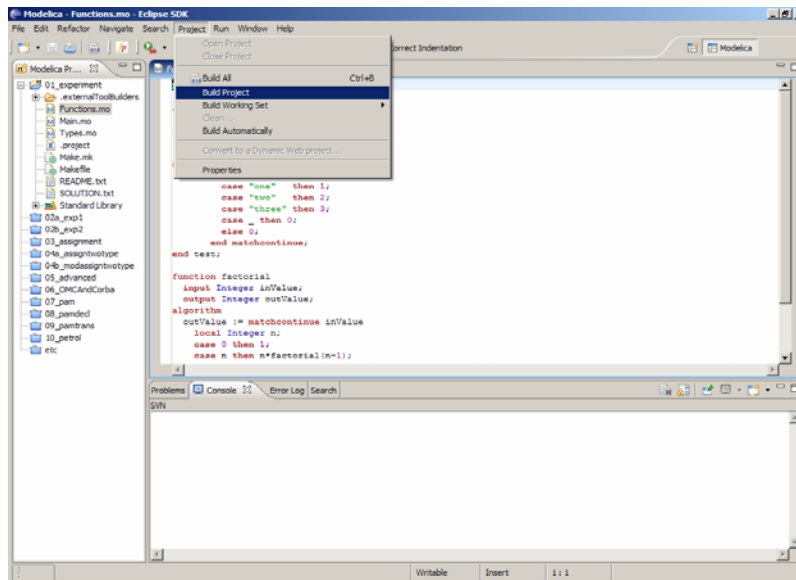 Modelica - Functions.mo - Eclipse SDK
File Edit Refactor Navigate Search Project Run Window Help
Correct Indentation
Modelica
Open Project
Close Project
Build All Ctrl+B
Build Project
Build Working Set
Clean...
Build Automatically
Convert to a Dynamic Web project...
Properties
Modelica Pr...
01_experiment
.externalToolBuilders
Functions.mo
Main.mo
Types.mo
.project
Make.mk
Makefile
README.txt
SOLUTION.txt
Standard Library
02a_exp1
02b_exp2
03_assignment
04a_assigntwotype
04b_modassigntwotype
05_advanced
06_OMCAndCorba
07_pam
08_pamdecl
09_pamtrans
10_petrol
etc
case "one" then 1;
case "two" then 2;
case "three" then 3;
case _ then 0;
else 0;
end matchcontinue;
end test;
function factorial
input Integer inValue;
output Integer outValue;
algorithm
outValue := matchcontinue inValue
local Integer n;
case 0 then 1;
case n then n*factorial(n-1);
Problems Console Error Log Search
SVN
Writable Insert 1:1